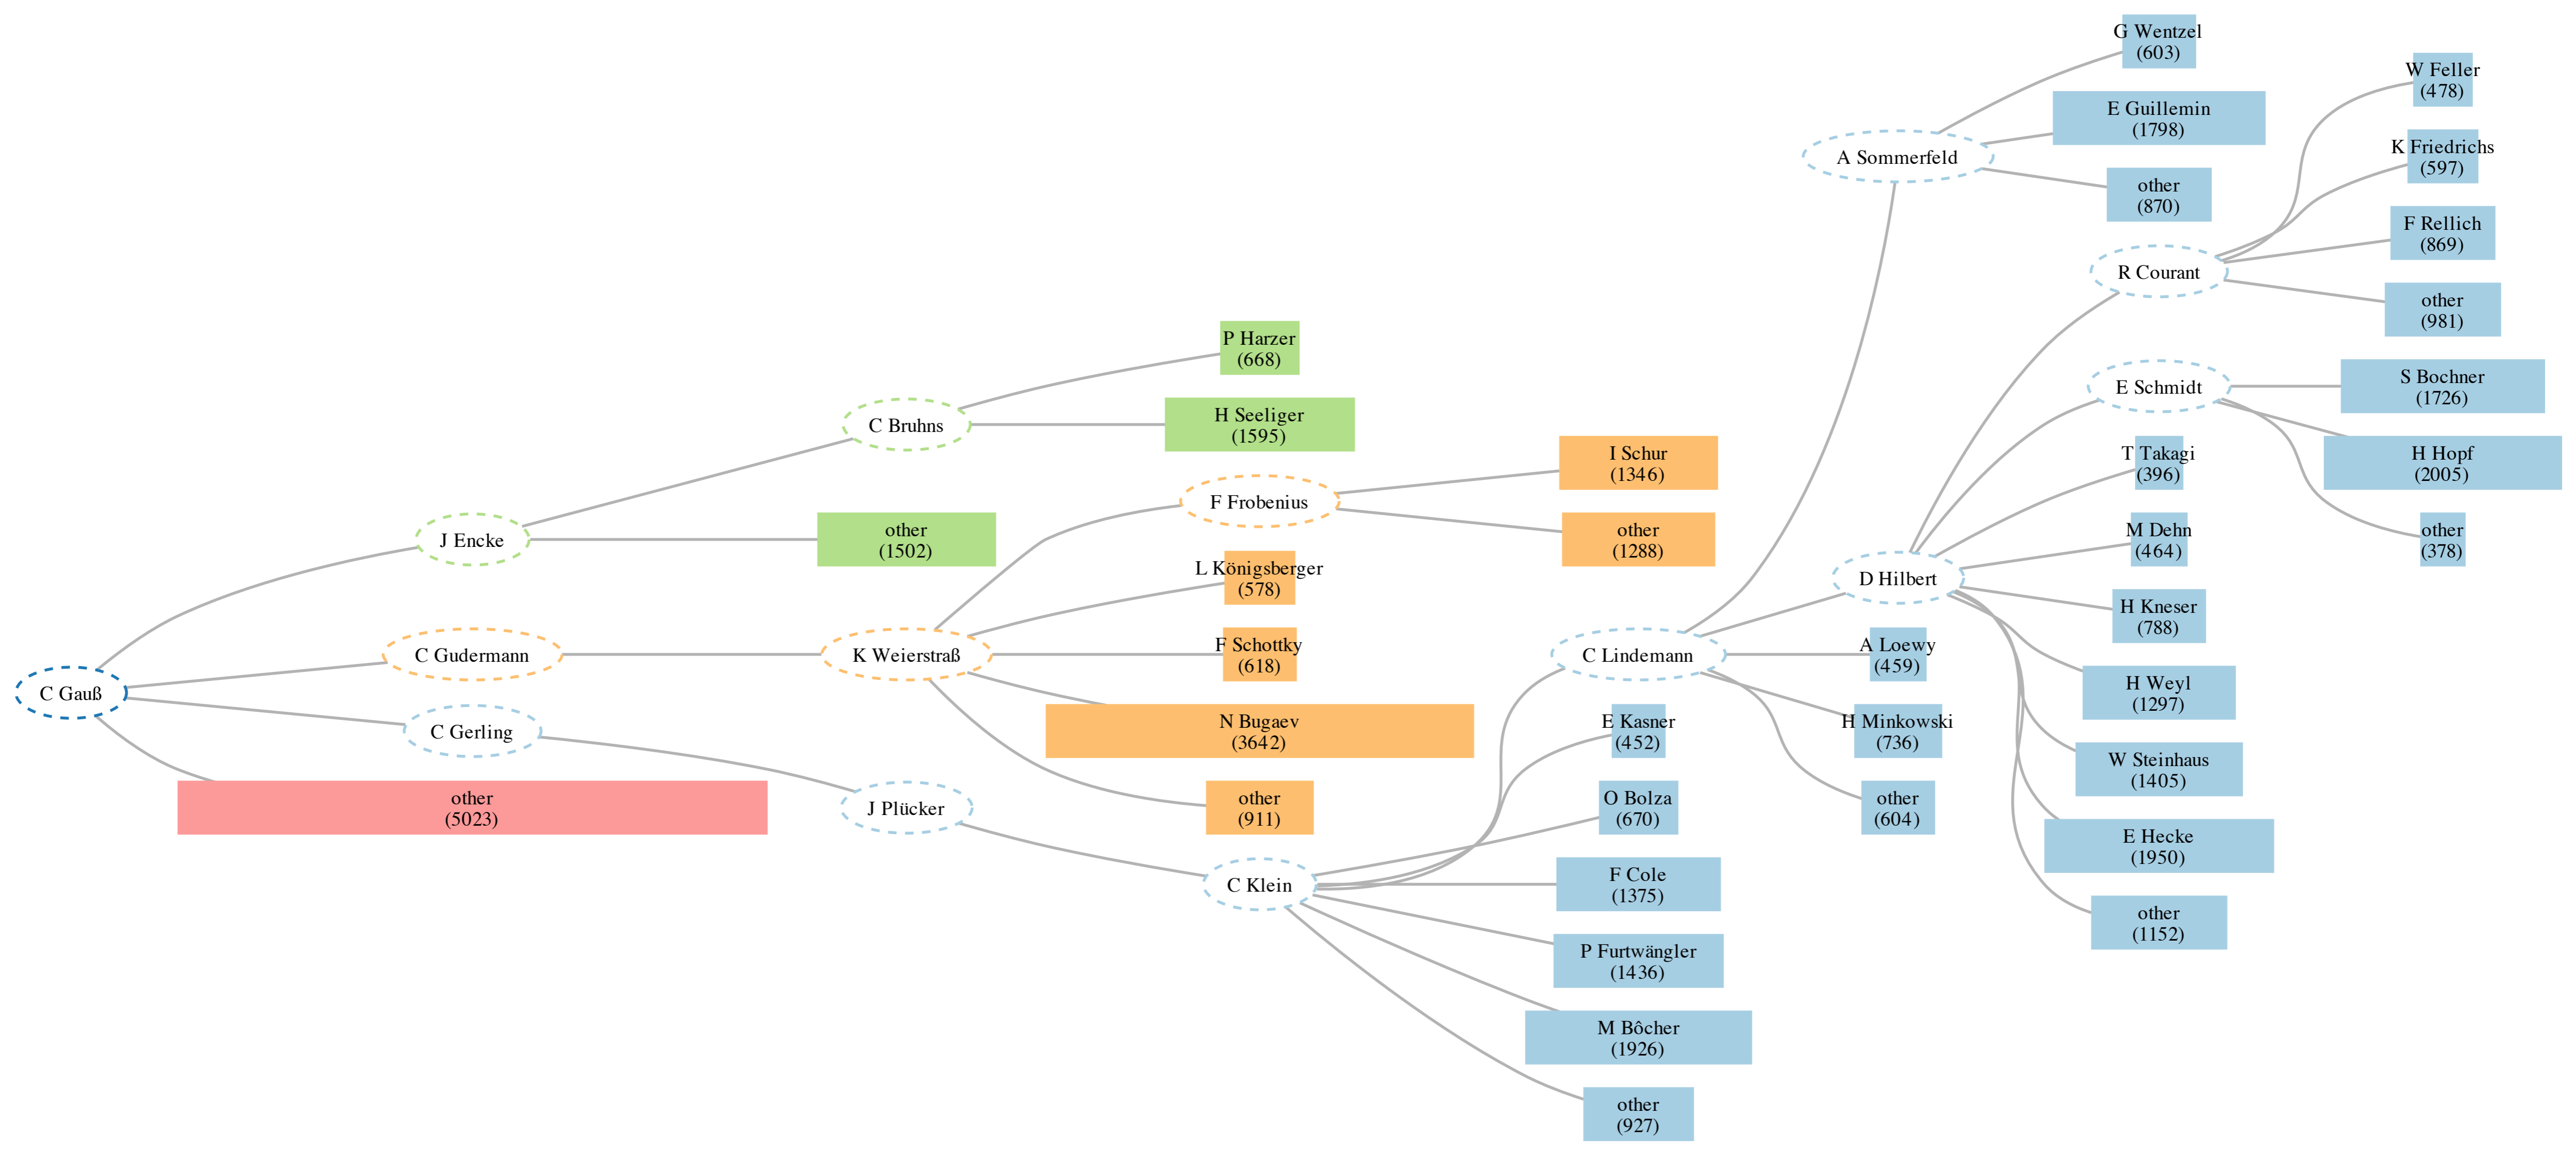 C Gauß
J Encke
C Gudermann
C Gerling
other
(5023)
C Bruhns
other
(1502)
K Weierstraß
J Plücker
P Harzer
(668)
H Seeliger
(1595)
F Frobenius
L Königsberger
(578)
F Schottky
(618)
N Bugaev
(3642)
other
(911)
C Klein
I Schur
(1346)
other
(1288)
C Lindemann
E Kasner
(452)
O Bolza
(670)
F Cole
(1375)
P Furtwängler
(1436)
M Bôcher
(1926)
other
(927)
A Sommerfeld
D Hilbert
A Loewy
(459)
H Minkowski
(736)
other
(604)
G Wentzel
(603)
E Guillemin
(1798)
other
(870)
R Courant
E Schmidt
T Takagi
(396)
M Dehn
(464)
H Kneser
(788)
H Weyl
(1297)
W Steinhaus
(1405)
E Hecke
(1950)
other
(1152)
W Feller
(478)
K Friedrichs
(597)
F Rellich
(869)
other
(981)
S Bochner
(1726)
H Hopf
(2005)
other
(378)